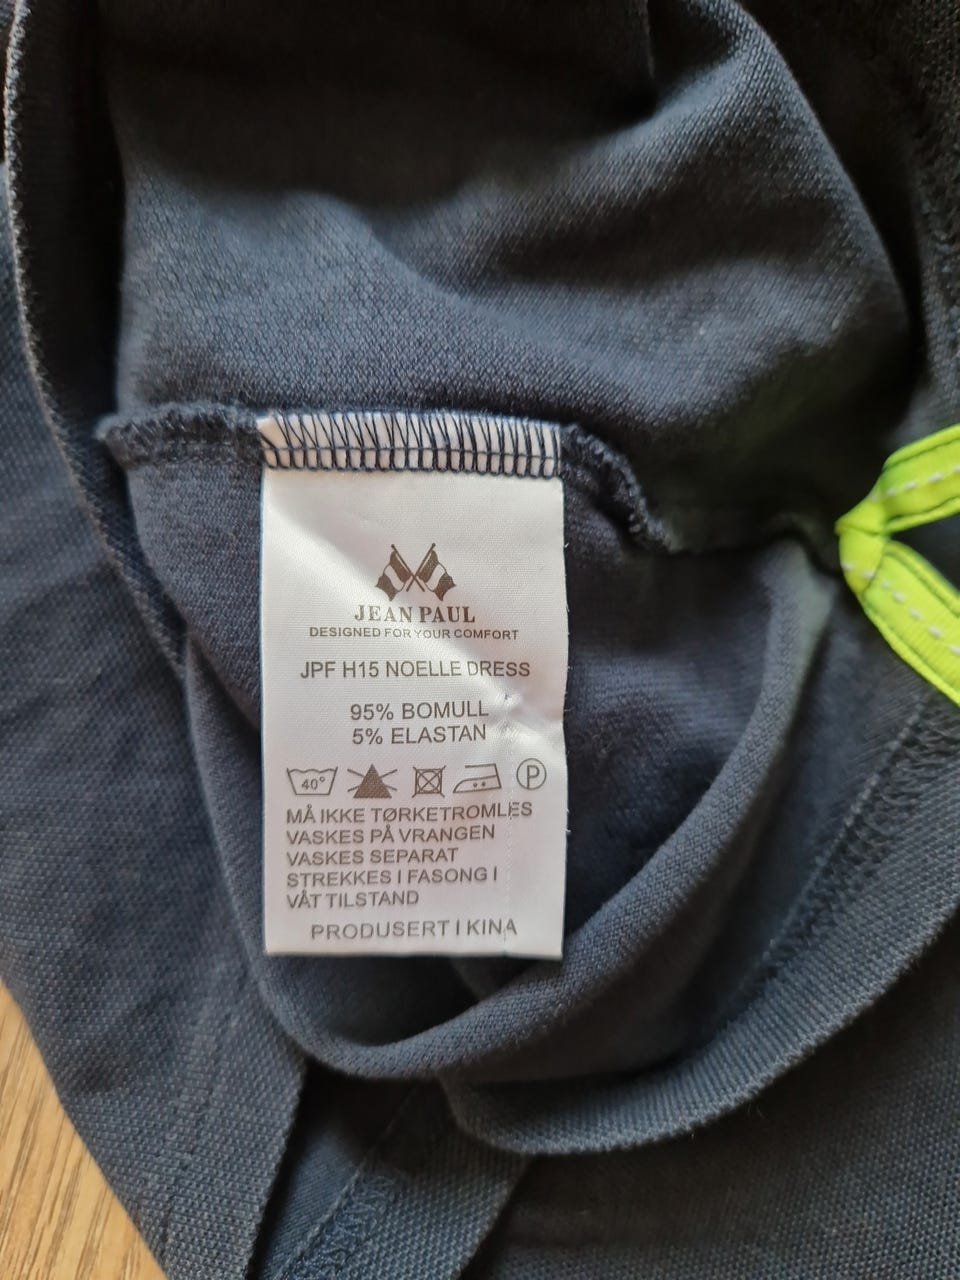 JEAN PAUL
DESIGNED FOR YOUR COMFORT
JPF H15 NOELLE DRESS
95% BOMULL
5% ELASTAN
40° P
MÅ IKKE TØRKETROMLES
VASKES PÅ VRANGEN
VASKES SEPARAT
STREKKES I FASONG I
VÅT TILSTAND
PRODUSERT I KINA